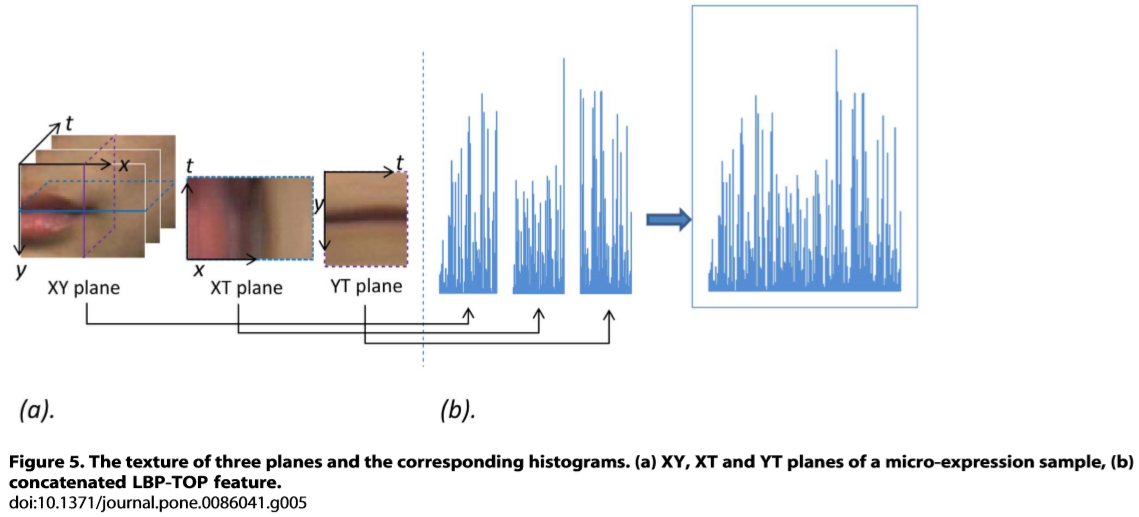 t
x
y
XY plane
t
x
XT plane
t
y
YT plane
(a).
(b).
Figure 5. The texture of three planes and the corresponding histograms. (a) XY, XT and YT planes of a micro-expression sample, (b)
concatenated LBP-TOP feature.
doi:10.1371/journal.pone.0086041.g005